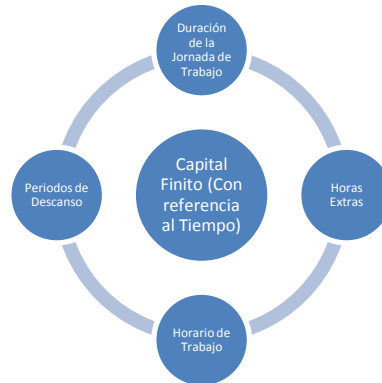 Duración
de la
Jornada de
Trabajo
Capital
Finito (Con
referencia
al Tiempo)
Periodos de
Descanso
Horas
Extras
Horario de
Trabajo